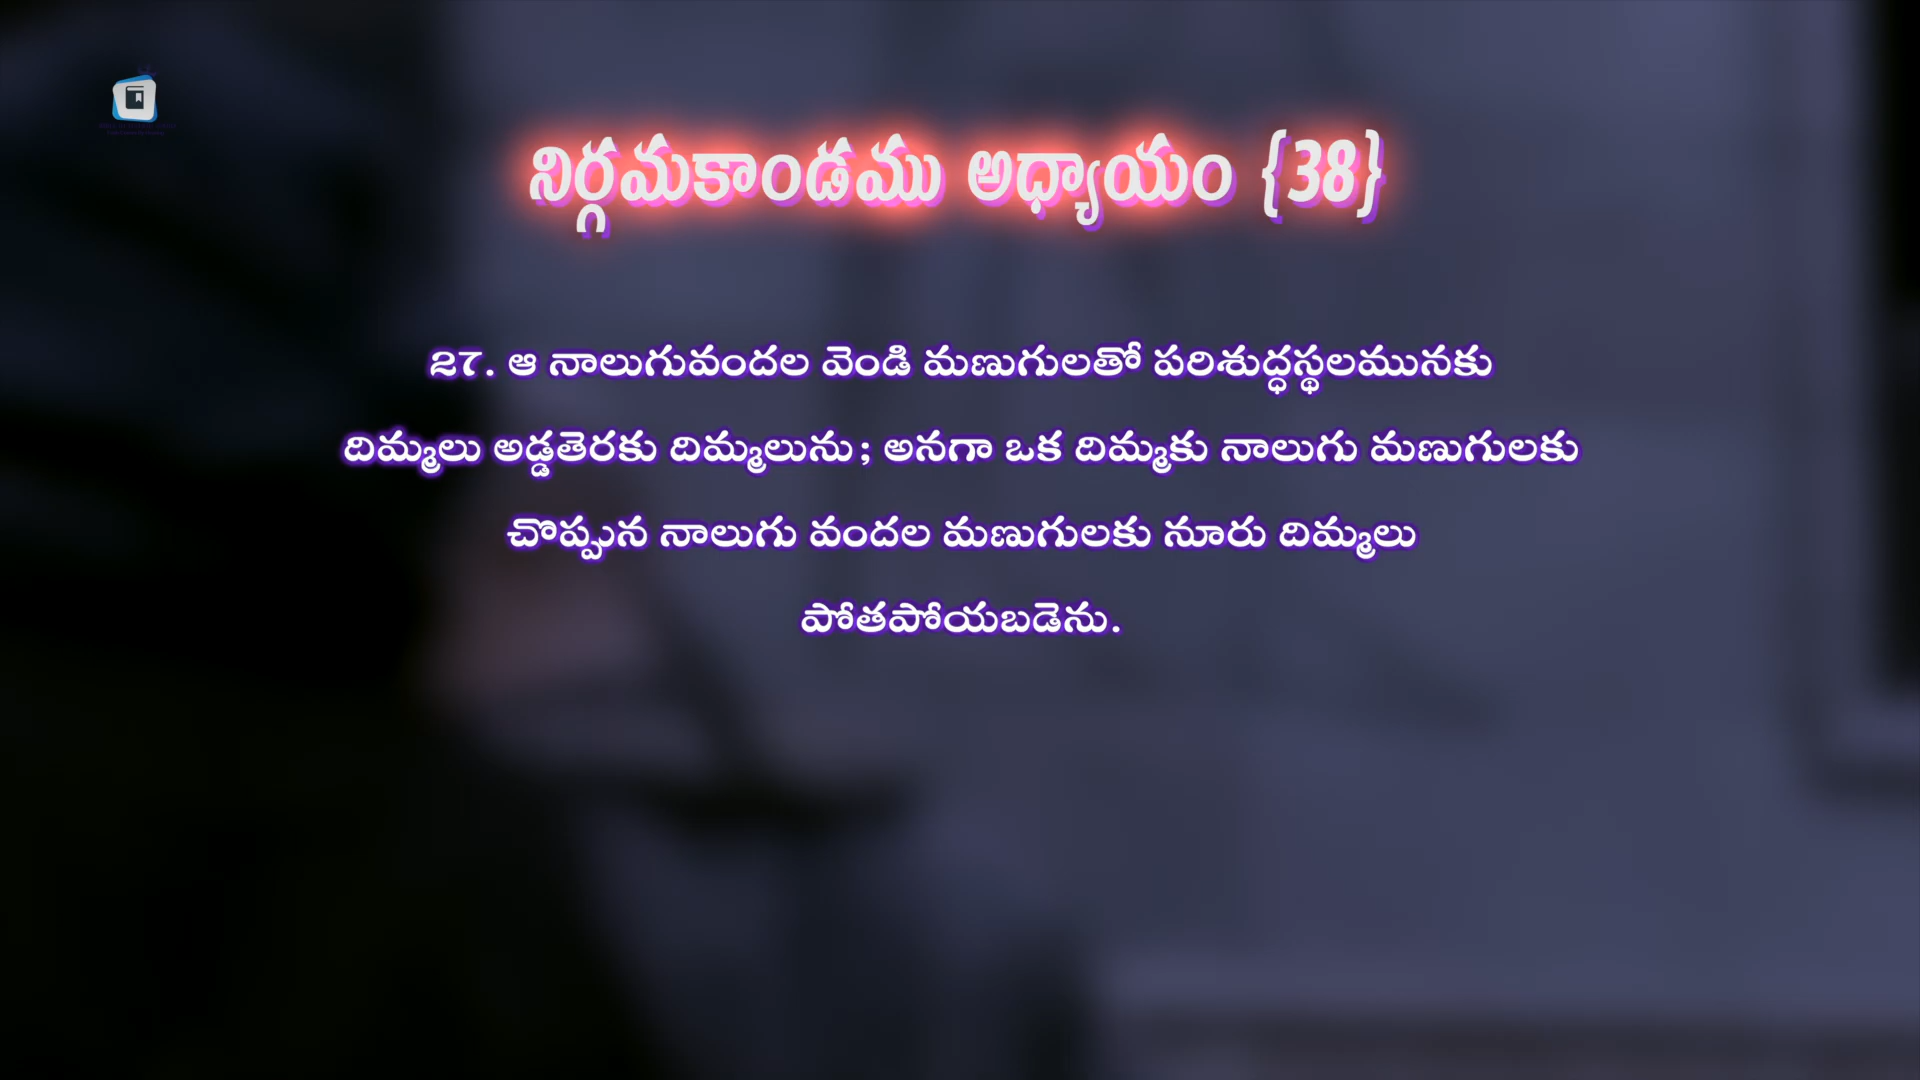 నిర్గమకాండము అధ్యాయం {38}
27. ఆ నాలుగువందల వెండి మణుగులతో పరిశుద్ధస్థలమునకు
దిమ్మలు అడ్డతెరకు దిమ్మలును; అనగా ఒక దిమ్మకు నాలుగు మణుగులకు
చొప్పున నాలుగు వందల మణుగులకు నూరు దిమ్మలు
పోతపోయబడెను.